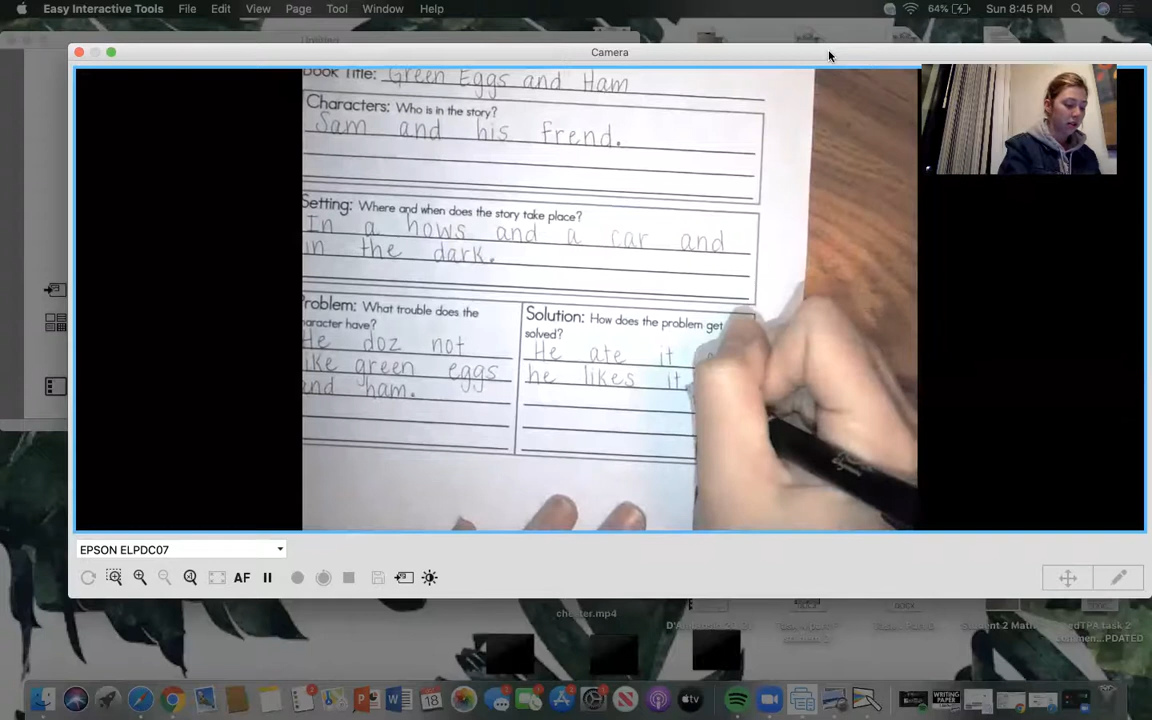 Easy Interactive Tools File Edit View Page Tool Window Help
64% Sun 8:45 PM
Camera
Book Title: Green Eggs and Ham
Characters: Who is in the story?
Sam and his frend.
Setting: Where and when does the story take place?
In a hows and a car and
in the dark.
Problem: What trouble does the
character have?
He doz not
like green eggs
and ham.
Solution: How does the problem get
solved?
He ate it
he likes it.
EPSON ELPDC07
AF
chester.mp4